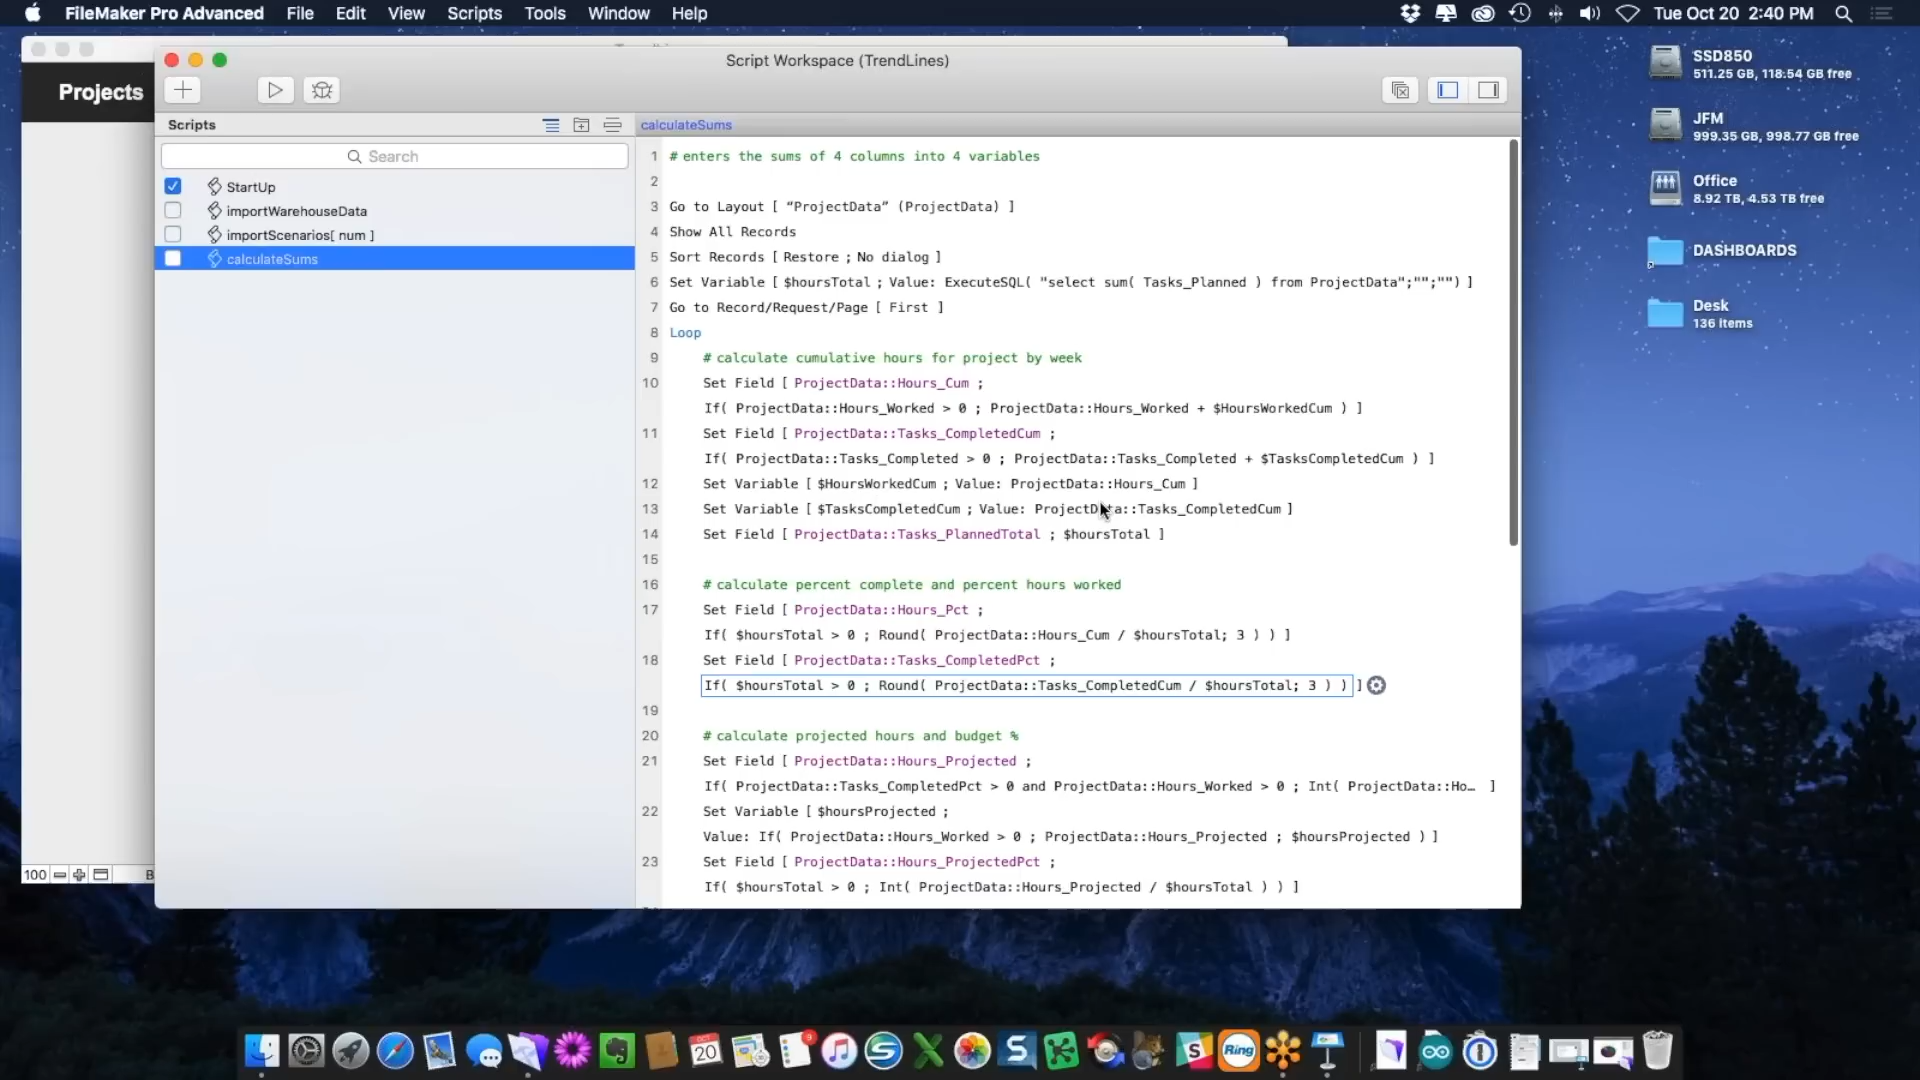 FileMaker Pro Advanced File Edit View Scripts Tools Window Help
Tue Oct 20 2:40 PM
Script Workspace (TrendLines)
Projects
Scripts
calculateSums
Search
StartUp
importWarehouseData
importScenarios[ num ]
calculateSums
1 # enters the sums of 4 columns into 4 variables
2
3 Go to Layout [ “ProjectData” (ProjectData) ]
4 Show All Records
5 Sort Records [ Restore ; No dialog ]
6 Set Variable [ $hoursTotal ; Value: ExecuteSQL( "select sum( Tasks_Planned ) from ProjectData";"";"") ]
7 Go to Record/Request/Page [ First ]
8 Loop
9 # calculate cumulative hours for project by week
10 Set Field [ ProjectData::Hours_Cum ;
If( ProjectData::Hours_Worked > 0 ; ProjectData::Hours_Worked + $HoursWorkedCum ) ]
11 Set Field [ ProjectData::Tasks_CompletedCum ;
If( ProjectData::Tasks_Completed > 0 ; ProjectData::Tasks_Completed + $TasksCompletedCum ) ]
12 Set Variable [ $HoursWorkedCum ; Value: ProjectData::Hours_Cum ]
13 Set Variable [ $TasksCompletedCum ; Value: ProjectData::Tasks_CompletedCum ]
14 Set Field [ ProjectData::Tasks_PlannedTotal ; $hoursTotal ]
15
16 # calculate percent complete and percent hours worked
17 Set Field [ ProjectData::Hours_Pct ;
If( $hoursTotal > 0 ; Round( ProjectData::Hours_Cum / $hoursTotal; 3 ) ) ]
18 Set Field [ ProjectData::Tasks_CompletedPct ;
If( $hoursTotal > 0 ; Round( ProjectData::Tasks_CompletedCum / $hoursTotal; 3 ) ) ]
19
20 # calculate projected hours and budget %
21 Set Field [ ProjectData::Hours_Projected ;
If( ProjectData::Tasks_CompletedPct > 0 and ProjectData::Hours_Worked > 0 ; Int( ProjectData::Ho… ]
22 Set Variable [ $hoursProjected ;
Value: If( ProjectData::Hours_Worked > 0 ; ProjectData::Hours_Projected ; $hoursProjected ) ]
23 Set Field [ ProjectData::Hours_ProjectedPct ;
If( $hoursTotal > 0 ; Int( ProjectData::Hours_Projected / $hoursTotal ) ) ]
100
B
SSD850
511.25 GB, 118.54 GB free
JFM
999.35 GB, 998.77 GB free
Office
8.92 TB, 4.53 TB free
DASHBOARDS
Desk
136 items
OCT
20
9
Ring